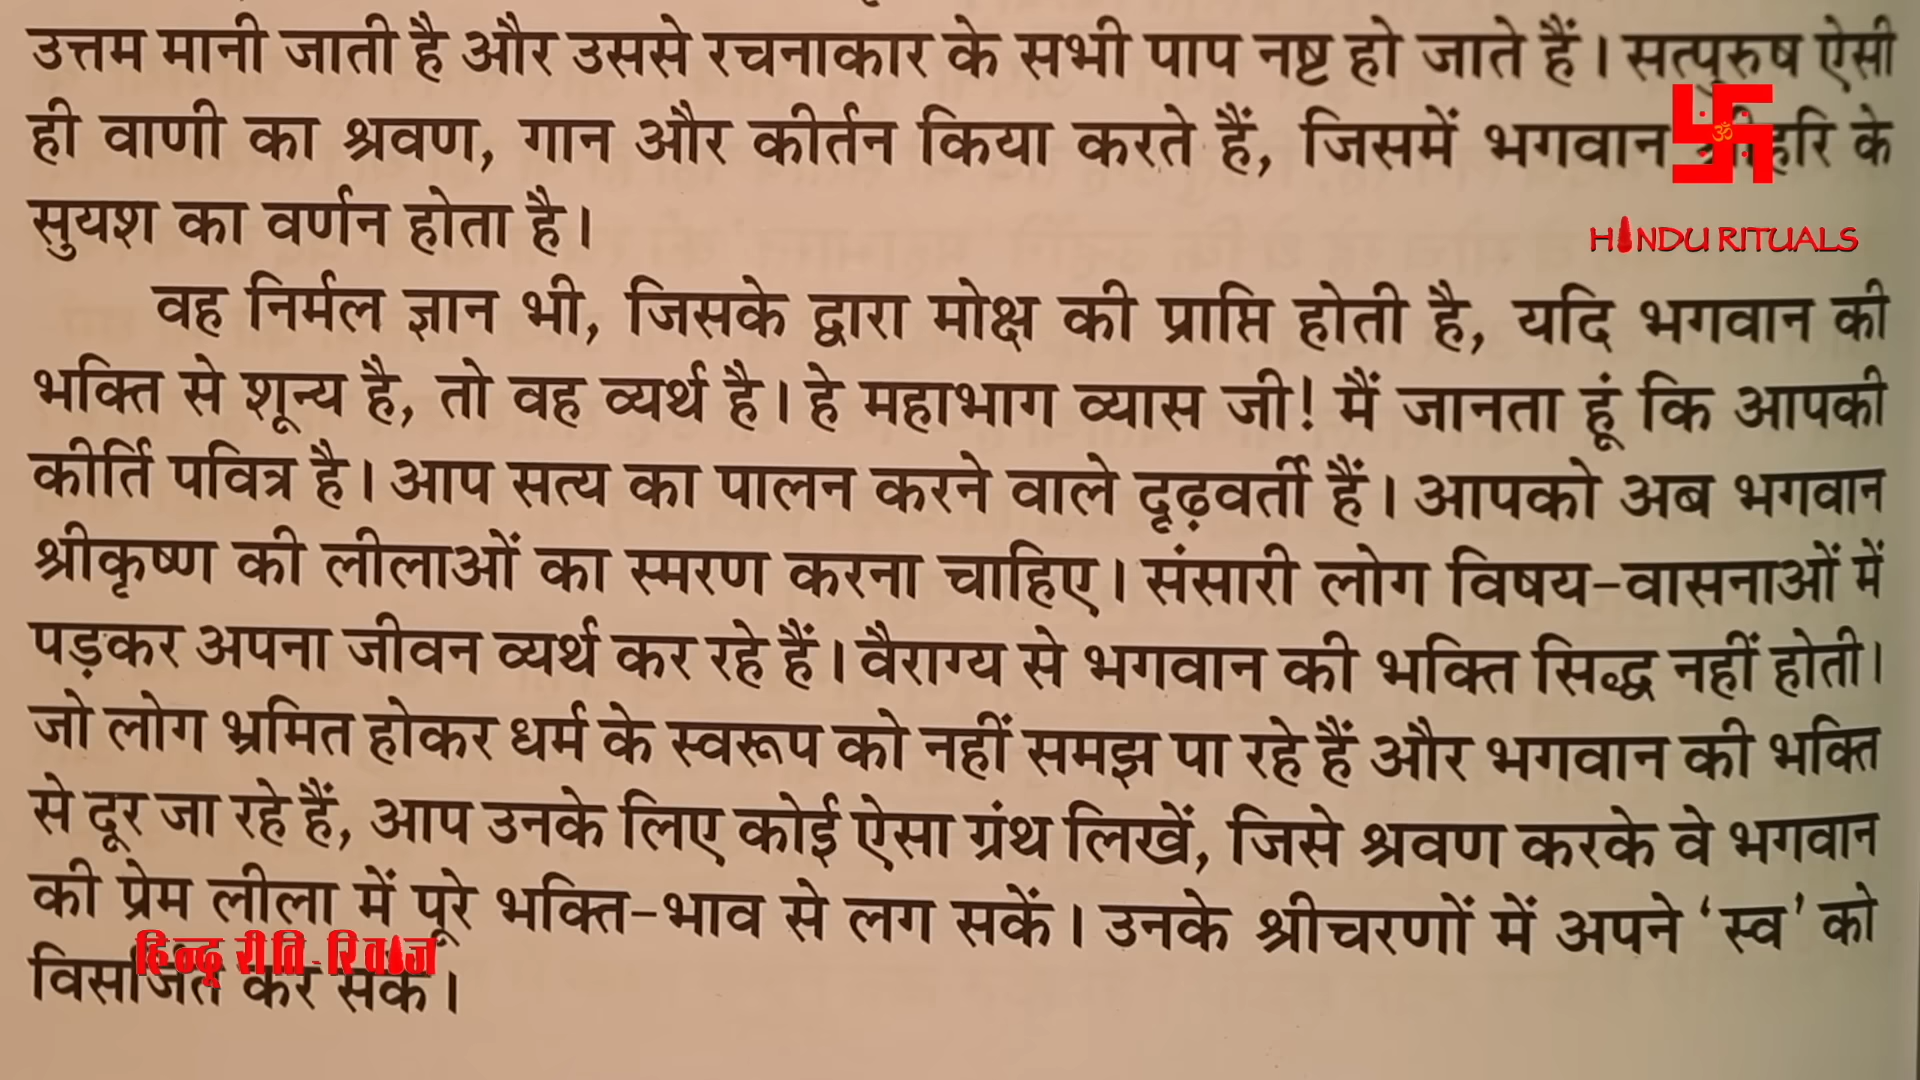 उत्तम मानी जाती है और उससे रचनाकार के सभी पाप नष्ट हो जाते हैं। सत्पुरुष ऐसी
ही वाणी का श्रवण, गान और कीर्तन किया करते हैं, जिसमें भगवान श्रीहरि के
सुयश का वर्णन होता है।
HINDU RITUALS
वह निर्मल ज्ञान भी, जिसके द्वारा मोक्ष की प्राप्ति होती है, यदि भगवान की
भक्ति से शून्य है, तो वह व्यर्थ है। हे महाभाग व्यास जी! मैं जानता हूं कि आपकी
कीर्ति पवित्र है। आप सत्य का पालन करने वाले दृढ़वर्ती हैं। आपको अब भगवान
श्रीकृष्ण की लीलाओं का स्मरण करना चाहिए। संसारी लोग विषय-वासनाओं में
पड़कर अपना जीवन व्यर्थ कर रहे हैं। वैराग्य से भगवान की भक्ति सिद्ध नहीं होती।
जो लोग भ्रमित होकर धर्म के स्वरूप को नहीं समझ पा रहे हैं और भगवान की भक्ति
से दूर जा रहे हैं, आप उनके लिए कोई ऐसा ग्रंथ लिखें, जिसे श्रवण करके वे भगवान
की प्रेम लीला में पूरे भक्ति-भाव से लग सकें। उनके श्रीचरणों में अपने ‘स्व’ को
हिन्दू रीति-रिवाज
विसर्जित कर सकें।